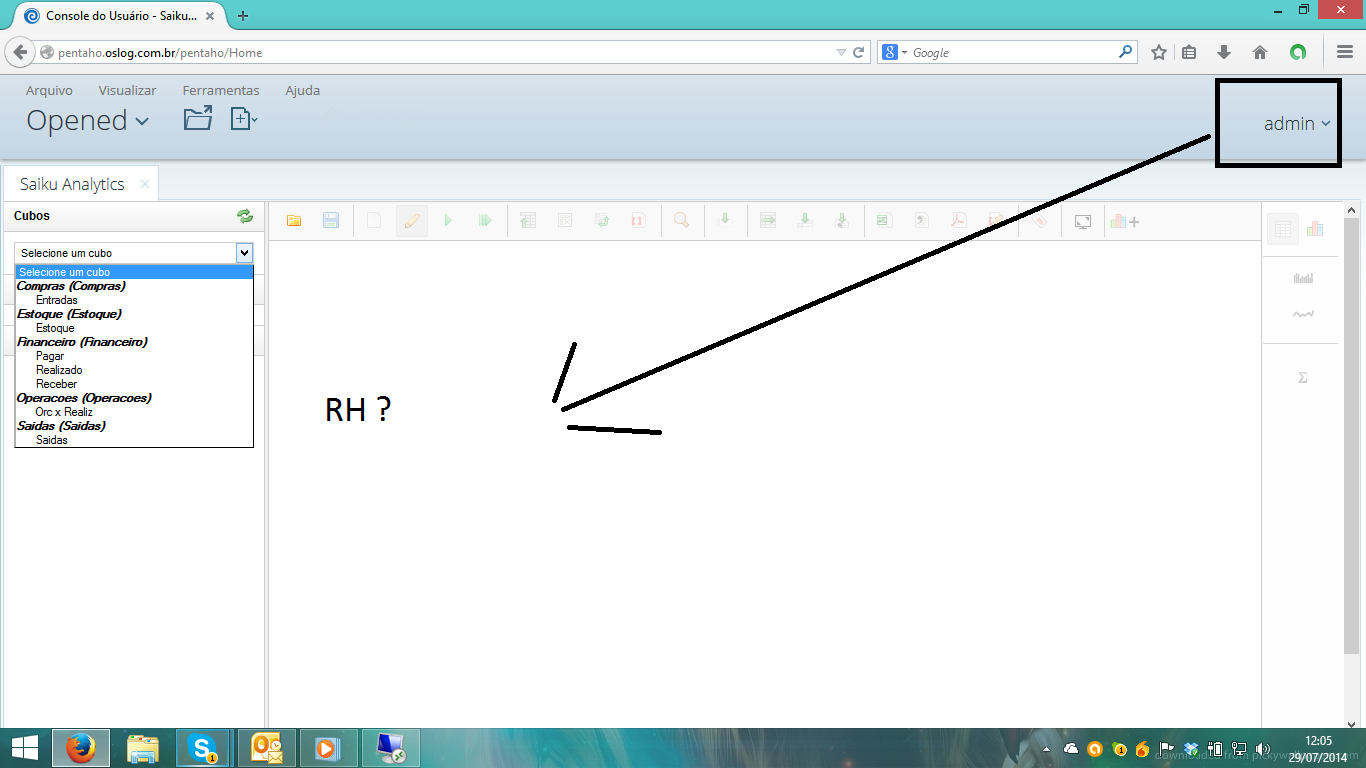 Console do Usuário - Saiku...
pentaho.oslog.com.br/pentaho/Home
Google
Arquivo Visualizar Ferramentas Ajuda
Opened
admin
Saiku Analytics
Cubos
Selecione um cubo
Selecione um cubo
Compras (Compras)
Entradas
Estoque (Estoque)
Estoque
Financeiro (Financeiro)
Pagar
Realizado
Receber
Operacoes (Operacoes)
Orc x Realiz
Saidas (Saidas)
Saidas
RH ?
12:05
29/07/2014